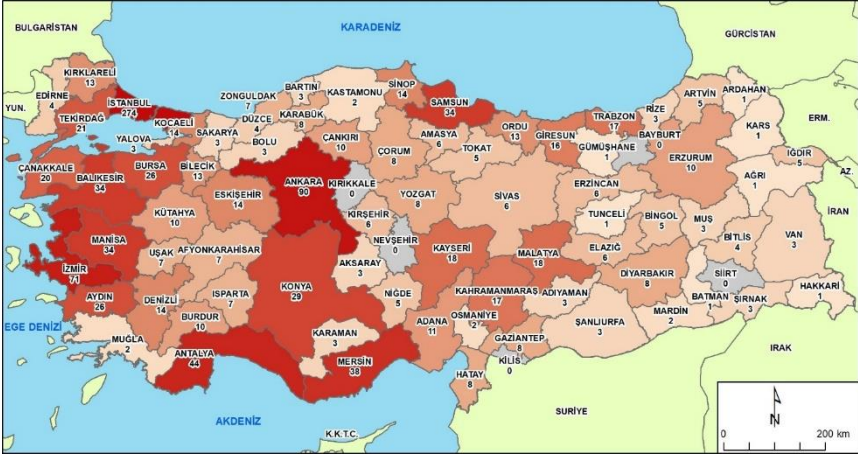 BULGARİSTAN
KARADENİZ
GÜRCİSTAN
KIRKLARELİ
13
EDİRNE
4
YUN.
İSTANBUL
274
TEKİRDAĞ
21
KOCAELİ
14
YALOVA
3
SAKARYA
3
DÜZCE
4
ZONGULDAK
7
BARTIN
3
KARABÜK
8
BOLU
3
KASTAMONU
2
SİNOP
14
ÇANKIRI
10
SAMSUN
34
AMASYA
6
ÇORUM
8
TOKAT
5
ORDU
13
GİRESUN
16
TRABZON
17
GÜMÜŞHANE
1
RİZE
3
BAYBURT
0
ARTVİN
5
ARDAHAN
1
KARS
1
ERM.
IĞDIR
5
AZ.
ERZURUM
10
AĞRI
1
İRAN
ÇANAKKALE
20
BALIKESİR
34
BURSA
26
BİLECİK
13
ESKİŞEHİR
14
KÜTAHYA
10
ANKARA
90
KIRIKKALE
0
KIRŞEHİR
6
YOZGAT
8
SİVAS
6
ERZİNCAN
6
TUNCELİ
1
BİNGOL
5
MUŞ
3
BİTLİS
4
VAN
3
MANİSA
34
İZMİR
71
UŞAK
7
AFYONKARAHİSAR
7
KONYA
29
AKSARAY
3
NEVŞEHİR
0
KAYSERİ
18
MALATYA
18
ELAZIĞ
6
DİYARBAKIR
8
SİİRT
0
BATMAN
1
ŞIRNAK
3
HAKKARİ
1
AYDIN
26
DENİZLİ
14
ISPARTA
7
BURDUR
10
NİĞDE
5
KAHRAMANMARAŞ
17
ADIYAMAN
3
MARDİN
2
ŞANLIURFA
3
EGE DENİZİ
MUĞLA
2
ANTALYA
44
KARAMAN
3
MERSİN
38
ADANA
11
OSMANİYE
2
GAZİANTEP
8
KİLİS
0
HATAY
8
IRAK
SURİYE
AKDENİZ
K.K.T.C.
N
0
200 km